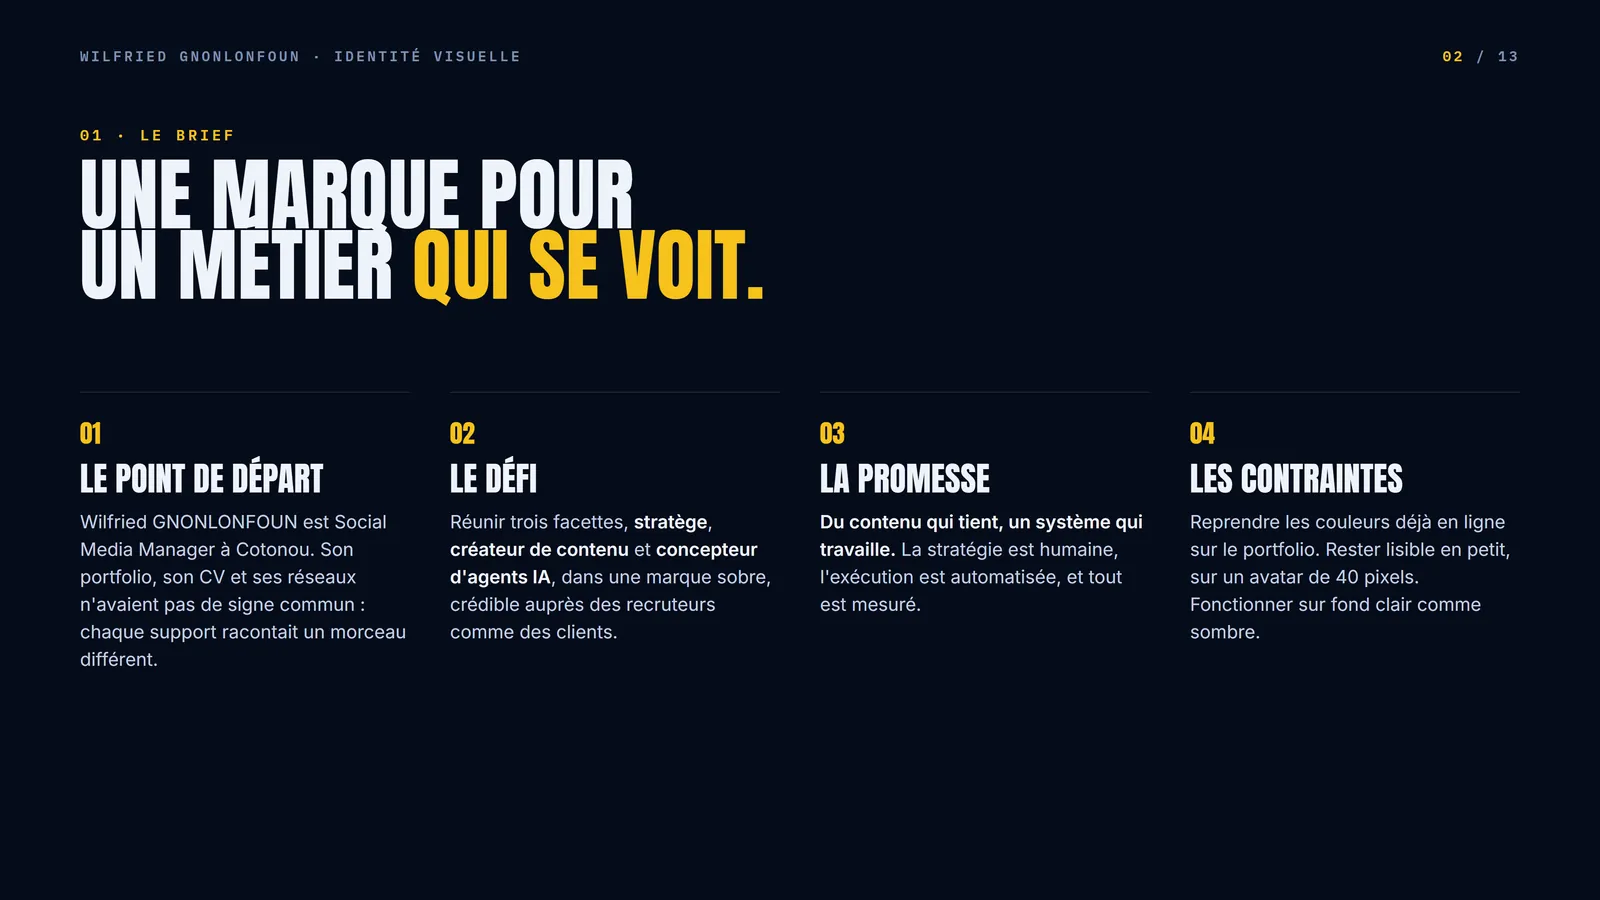 WILFRIED GNONLONFOUN · IDENTITÉ VISUELLE
02 / 13
01 · LE BRIEF
UNE MARQUE POUR
UN MÉTIER QUI SE VOIT.
01
LE POINT DE DÉPART
Wilfried GNONLONFOUN est Social
Media Manager à Cotonou. Son
portfolio, son CV et ses réseaux
n'avaient pas de signe commun :
chaque support racontait un morceau
différent.
02
LE DÉFI
Réunir trois facettes, stratège,
créateur de contenu et concepteur
d'agents IA, dans une marque sobre,
crédible auprès des recruteurs
comme des clients.
03
LA PROMESSE
Du contenu qui tient, un système qui
travaille. La stratégie est humaine,
l'exécution est automatisée, et tout
est mesuré.
04
LES CONTRAINTES
Reprendre les couleurs déjà en ligne
sur le portfolio. Rester lisible en petit,
sur un avatar de 40 pixels.
Fonctionner sur fond clair comme
sombre.